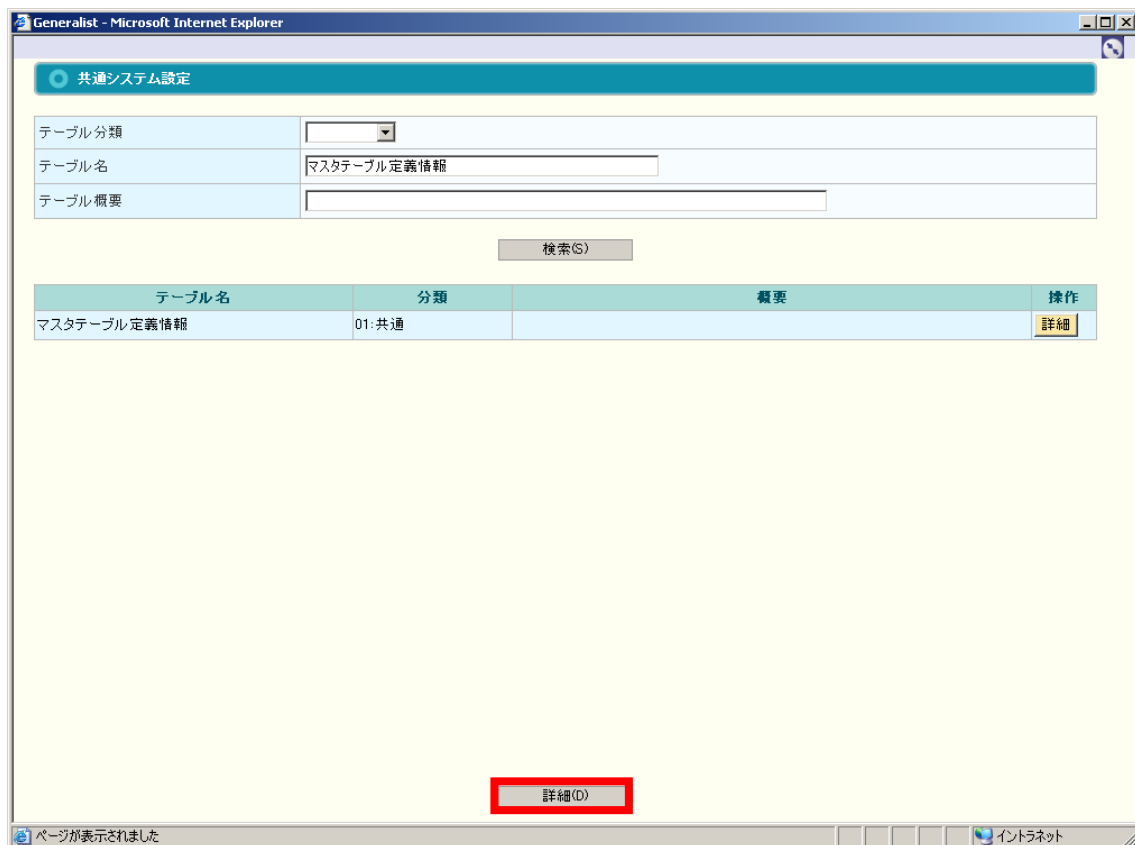 Generalist - Microsoft Internet Explorer
共通システム設定
テーブル分類
テーブル名 マスタテーブル定義情報
テーブル概要
検索(S)
テーブル名 分類 概要 操作
マスタテーブル定義情報 01:共通 詳細
詳細(D)
ページが表示されました イントラネット